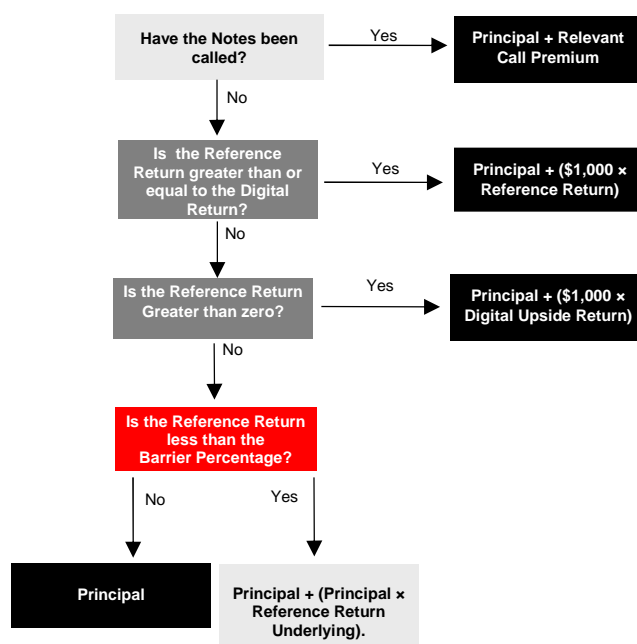 Have the Notes been
called?
Yes
Principal + Relevant
Call Premium
No
Is the Reference
Return greater than or
equal to the Digital
Return?
Yes
Principal + ($1,000 ×
Reference Return)
No
Is the Reference Return
Greater than zero?
Yes
Principal + ($1,000 ×
Digital Upside Return)
No
Is the Reference Return
less than the
Barrier Percentage?
No
Yes
Principal
Principal + (Principal ×
Reference Return
Underlying).